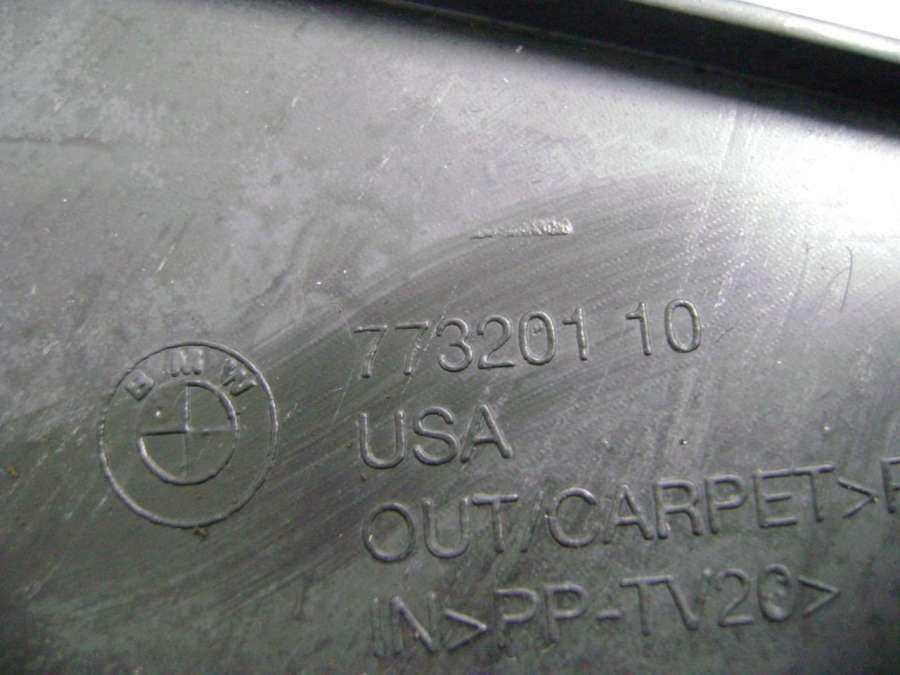 BMW
773201 10
USA
OUT/CARPET>P
IN>PP-TV20>